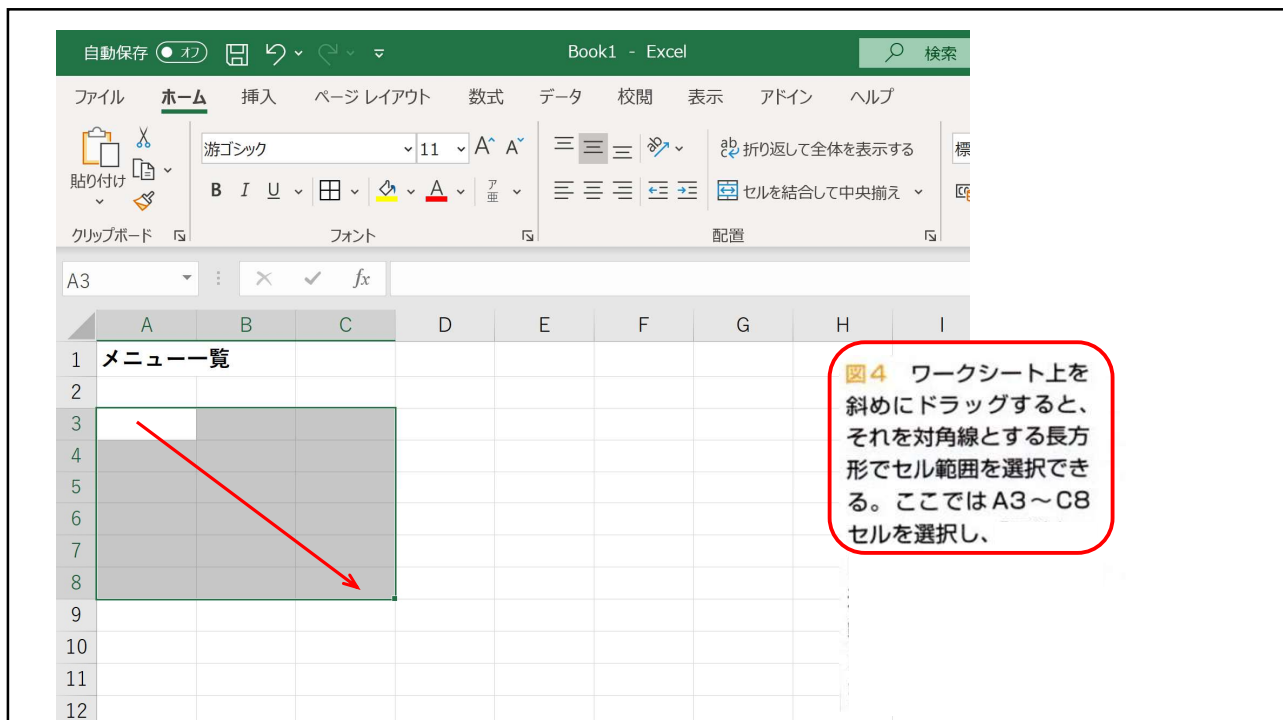 自動保存 オフ Book1 - Excel 検索
ファイル ホーム 挿入 ページ レイアウト 数式 データ 校閲 表示 アドイン ヘルプ
游ゴシック 11 A^ A˅ ab 折り返して全体を表示する 標
貼り付け B I U A ア亜 セルを結合して中央揃え
クリップボード フォント 配置
A3 fx
A B C D E F G H I
1 メニュー一覧
2
3
4
5
6
7
8
9
10
11
12
図4 ワークシート上を
斜めにドラッグすると、
それを対角線とする長方
形でセル範囲を選択でき
る。ここではA3～C8
セルを選択し、